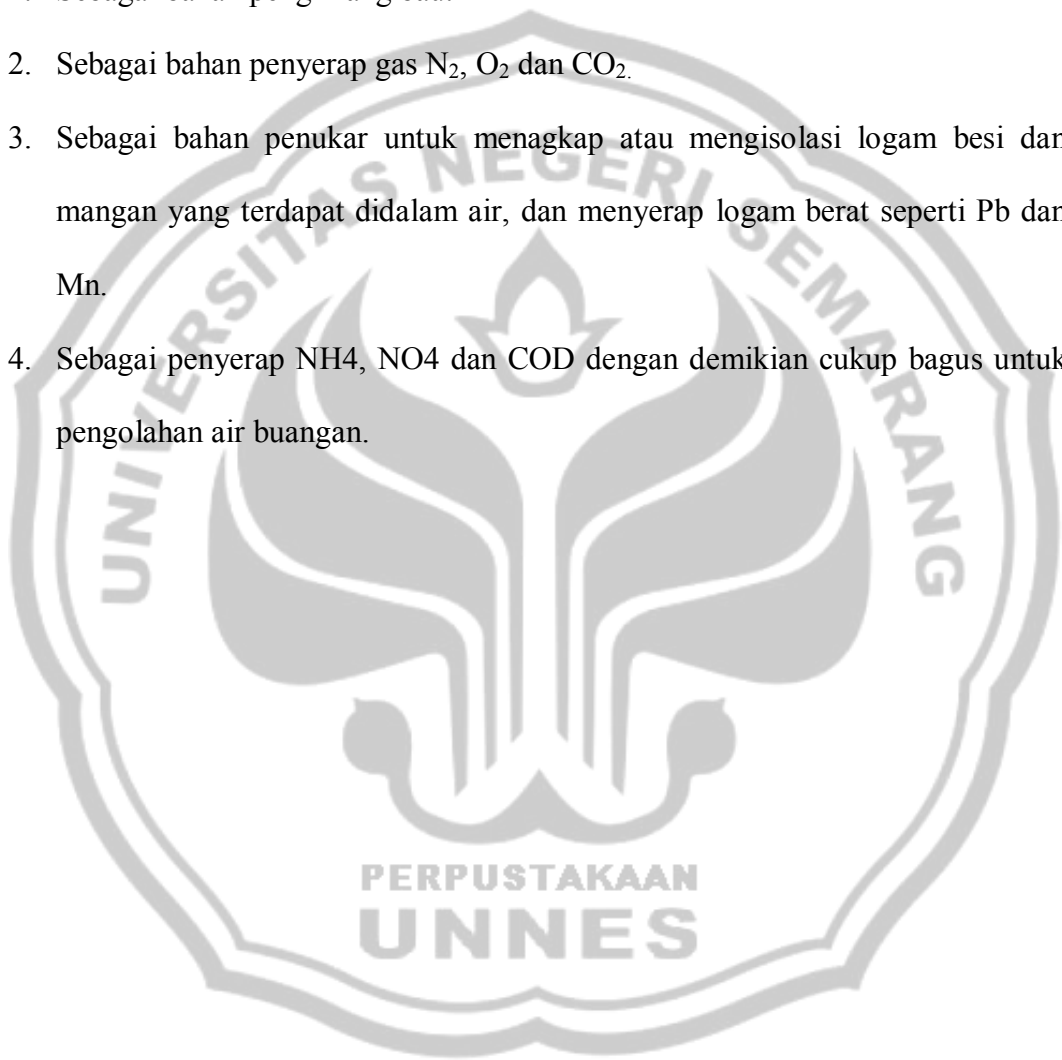 2. Sebagai bahan penyerap gas N₂, O₂ dan CO₂.
3. Sebagai bahan penukar untuk menagkap atau mengisolasi logam besi dan
mangan yang terdapat didalam air, dan menyerap logam berat seperti Pb dan
Mn.
4. Sebagai penyerap NH4, NO4 dan COD dengan demikian cukup bagus untuk
pengolahan air buangan.
UNIVERSITAS NEGERI SEMARANG
PERPUSTAKAAN
UNNES